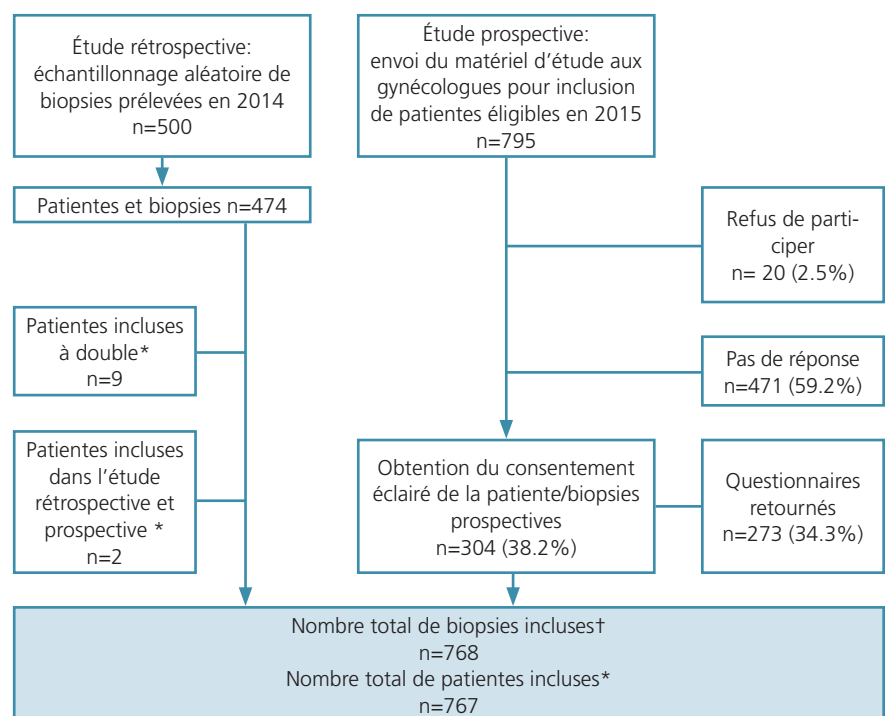 Étude rétrospective:
échantillonnage aléatoire de
biopsies prélevées en 2014
n=500
Étude prospective:
envoi du matériel d'étude aux
gynécologues pour inclusion
de patientes éligibles en 2015
n=795
Patientes et biopsies n=474
Refus de parti-
ciper
n= 20 (2.5%)
Patientes incluses
à double*
n=9
Pas de réponse
n=471 (59.2%)
Patientes incluses
dans l'étude
rétrospective et
prospective *
n=2
Obtention du consentement
éclairé de la patiente/biopsies
prospectives
n=304 (38.2%)
Questionnaires
retournés
n=273 (34.3%)
Nombre total de biopsies incluses†
n=768
Nombre total de patientes incluses*
n=767